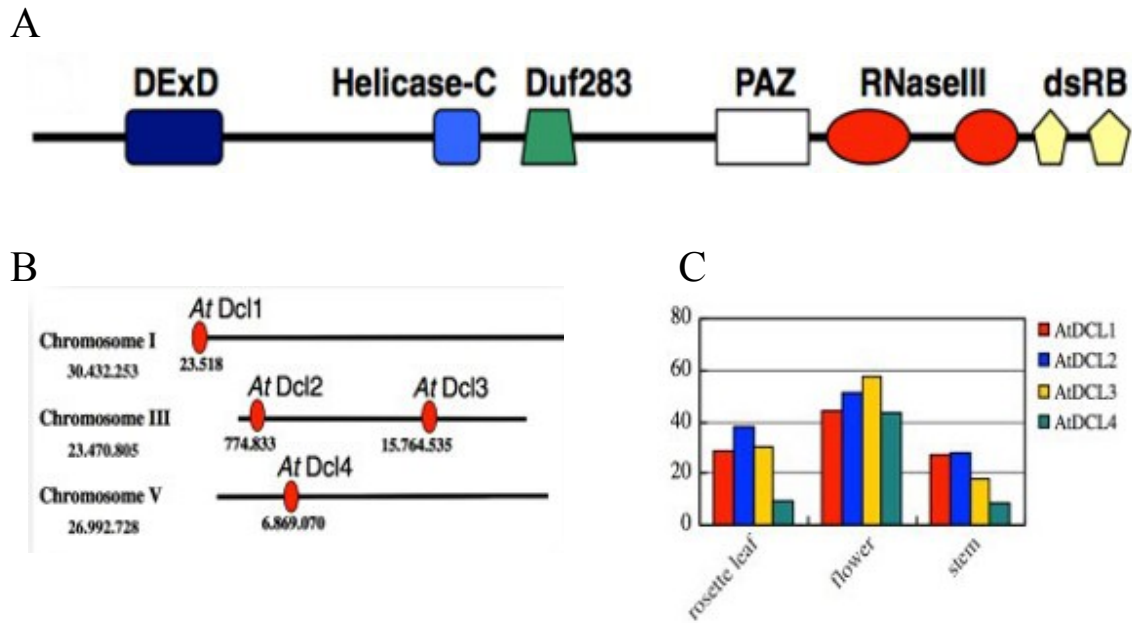 A
DExD Helicase-C Duf283 PAZ RNaseIII dsRB
B
At Dcl1
Chromosome I
30.432.253
23.518
At Dcl2 At Dcl3
Chromosome III
23.470.805
774.833 15.764.535
At Dcl4
Chromosome V
26.992.728
6.869.070
C
80
60
40
20
0
rosette leaf
flower
stem
AtDCL1
AtDCL2
AtDCL3
AtDCL4